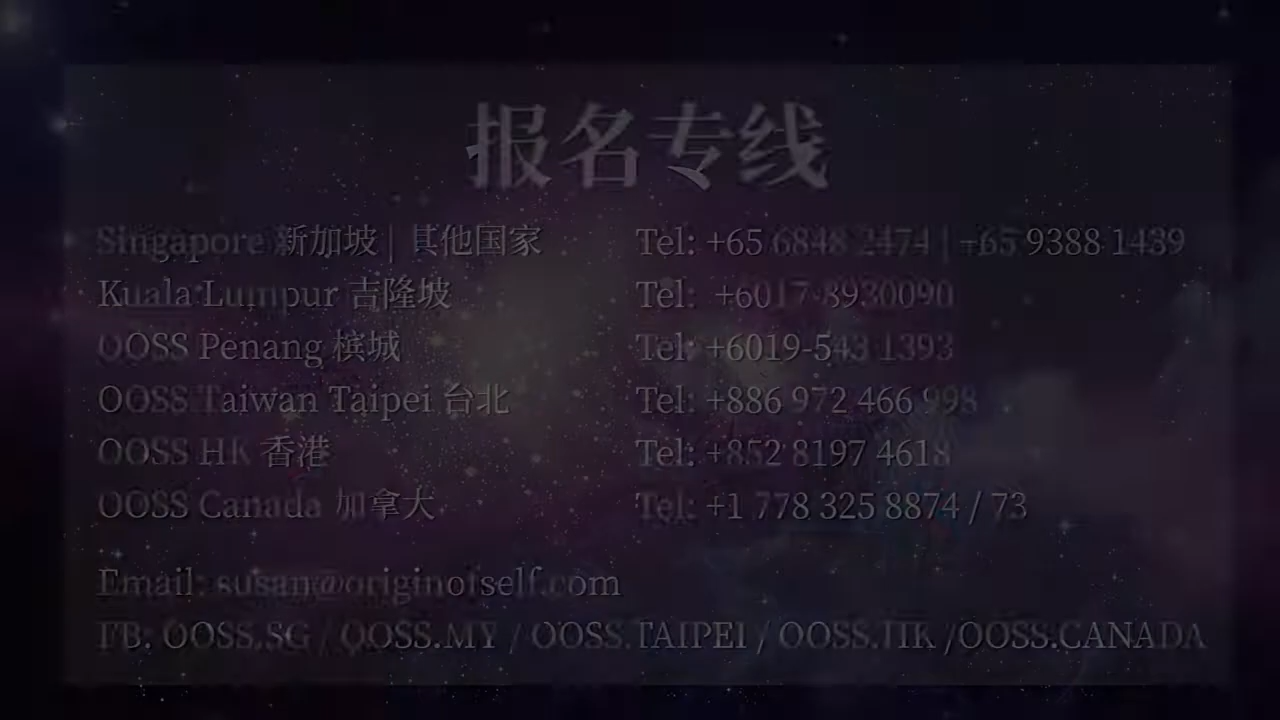 报名专线
Singapore 新加坡 | 其他国家 Tel: +65 6848 2474 | +65 9388 1439
Kuala Lumpur 吉隆坡 Tel: +6017-8930090
OOSS Penang 槟城 Tel: +6019-543 1393
OOSS Taiwan Taipei 台北 Tel: +886 972 466 998
OOSS HK 香港 Tel: +852 8197 4618
OOSS Canada 加拿大 Tel: +1 778 325 8874 / 73
Email: susan@originofself.com
FB: OOSS.SG / OOSS.MY / OOSS.TAIPEI / OOSS.HK /OOSS.CANADA